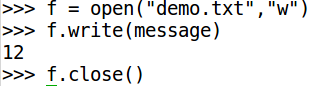 >>> f = open("demo.txt","w")
>>> f.write(message)
12
>>> f.close()